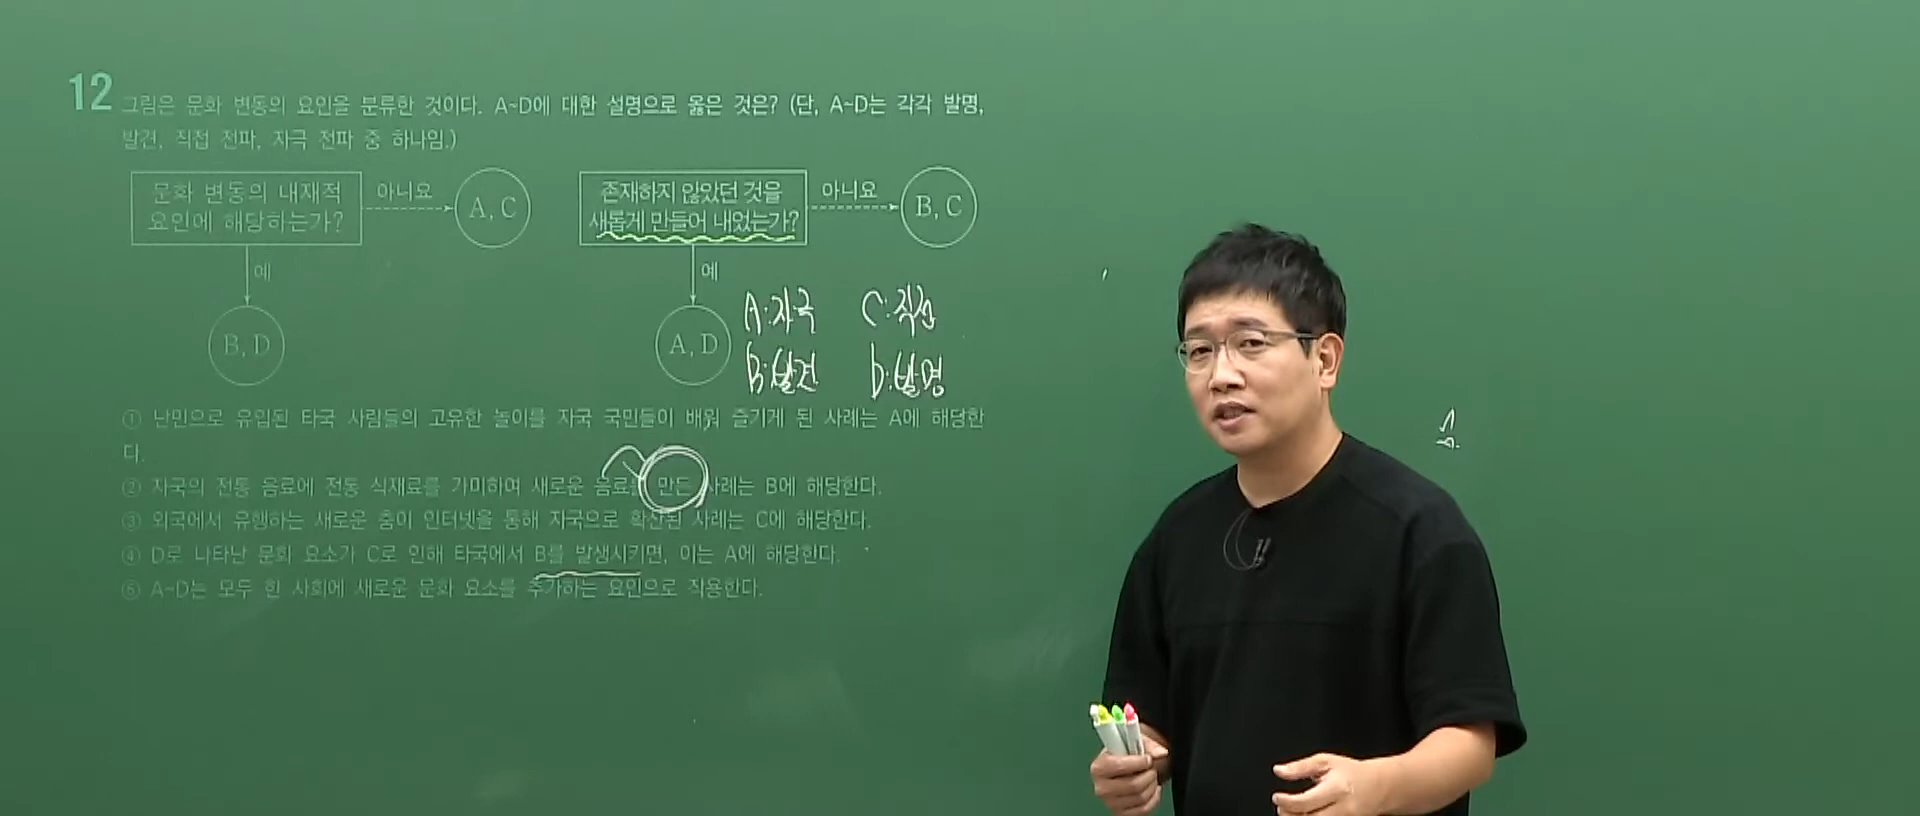 12
그림은 문화 변동의 요인을 분류한 것이다. A~D에 대한 설명으로 옳은 것은? (단, A~D는 각각 발명,
발견, 직접 전파, 자극 전파 중 하나임.)
문화 변동의 내재적
요인에 해당하는가?
아니요
A, C
예
B, D
존재하지 않았던 것을
새롭게 만들어 내었는가?
아니요
B, C
예
A, D
A:자극 C:직접
B:발견 D:발명
① 난민으로 유입된 타국 사람들의 고유한 놀이를 자국 국민들이 배워 즐기게 된 사례는 A에 해당한
다.
② 자국의 전통 음료에 전통 식재료를 가미하여 새로운 음료를 만든 사례는 B에 해당한다.
③ 외국에서 유행하는 새로운 춤이 인터넷을 통해 자국으로 확산된 사례는 C에 해당한다.
④ D로 나타난 문화 요소가 C로 인해 타국에서 B를 발생시키면, 이는 A에 해당한다.
⑤ A~D는 모두 한 사회에 새로운 문화 요소를 추가하는 요인으로 작용한다.